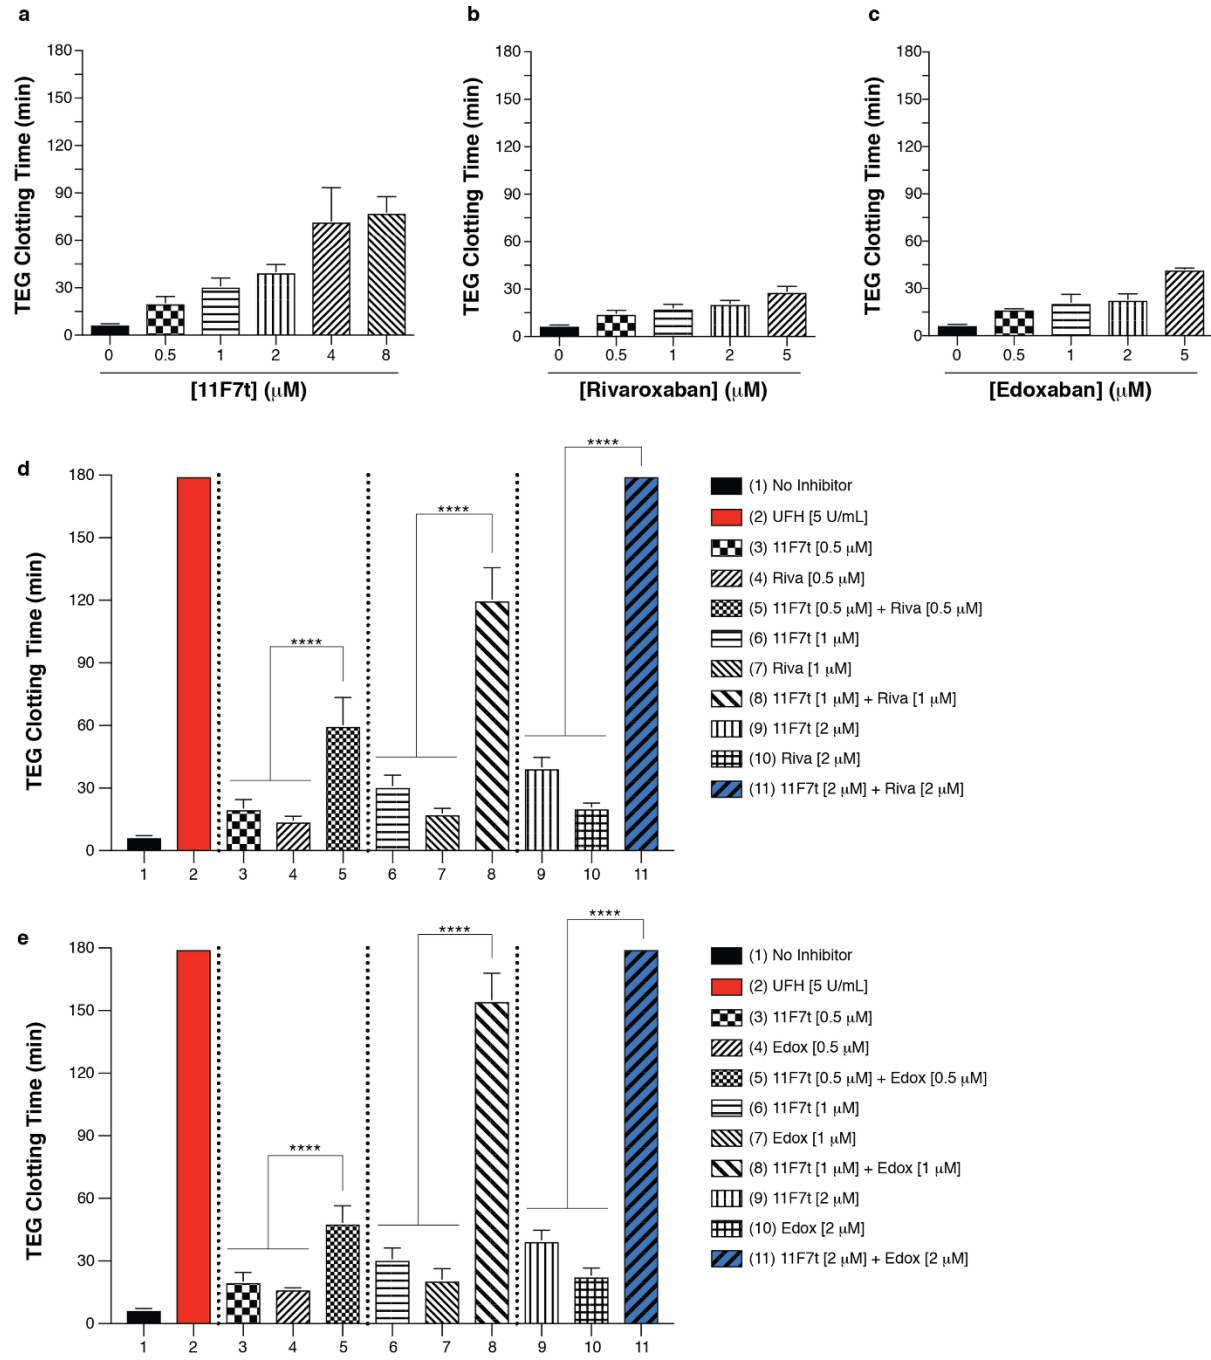 a
180
150
120
90
60
30
0
TEG Clotting Time (min)
0 0.5 1 2 4 8
[11F7t] (μM)
b
180
150
120
90
60
30
0
TEG Clotting Time (min)
0 0.5 1 2 5
[Rivaroxaban] (μM)
c
180
150
120
90
60
30
0
TEG Clotting Time (min)
0 0.5 1 2 5
[Edoxaban] (μM)
d
180
150
120
90
60
30
0
TEG Clotting Time (min)
****
****
****
1 2 3 4 5 6 7 8 9 10 11
(1) No Inhibitor
(2) UFH [5 U/mL]
(3) 11F7t [0.5 μM]
(4) Riva [0.5 μM]
(5) 11F7t [0.5 μM] + Riva [0.5 μM]
(6) 11F7t [1 μM]
(7) Riva [1 μM]
(8) 11F7t [1 μM] + Riva [1 μM]
(9) 11F7t [2 μM]
(10) Riva [2 μM]
(11) 11F7t [2 μM] + Riva [2 μM]
e
180
150
120
90
60
30
0
TEG Clotting Time (min)
****
****
****
1 2 3 4 5 6 7 8 9 10 11
(1) No Inhibitor
(2) UFH [5 U/mL]
(3) 11F7t [0.5 μM]
(4) Edox [0.5 μM]
(5) 11F7t [0.5 μM] + Edox [0.5 μM]
(6) 11F7t [1 μM]
(7) Edox [1 μM]
(8) 11F7t [1 μM] + Edox [1 μM]
(9) 11F7t [2 μM]
(10) Edox [2 μM]
(11) 11F7t [2 μM] + Edox [2 μM]